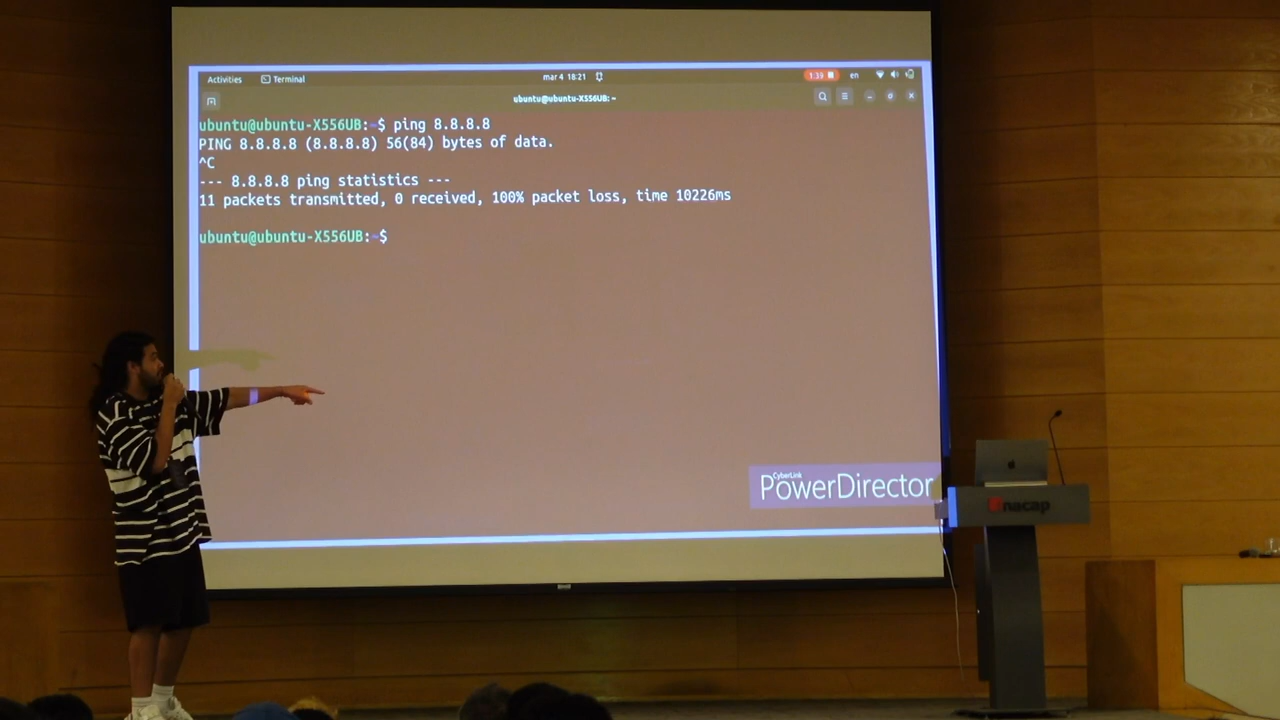 Activities Terminal mar 4 18:21 1:39 en
ubuntu@ubuntu-X556UB: ~
ubuntu@ubuntu-X556UB:~$ ping 8.8.8.8
PING 8.8.8.8 (8.8.8.8) 56(84) bytes of data.
^C
--- 8.8.8.8 ping statistics ---
11 packets transmitted, 0 received, 100% packet loss, time 10226ms
ubuntu@ubuntu-X556UB:~$
CyberLink
PowerDirector
inacap